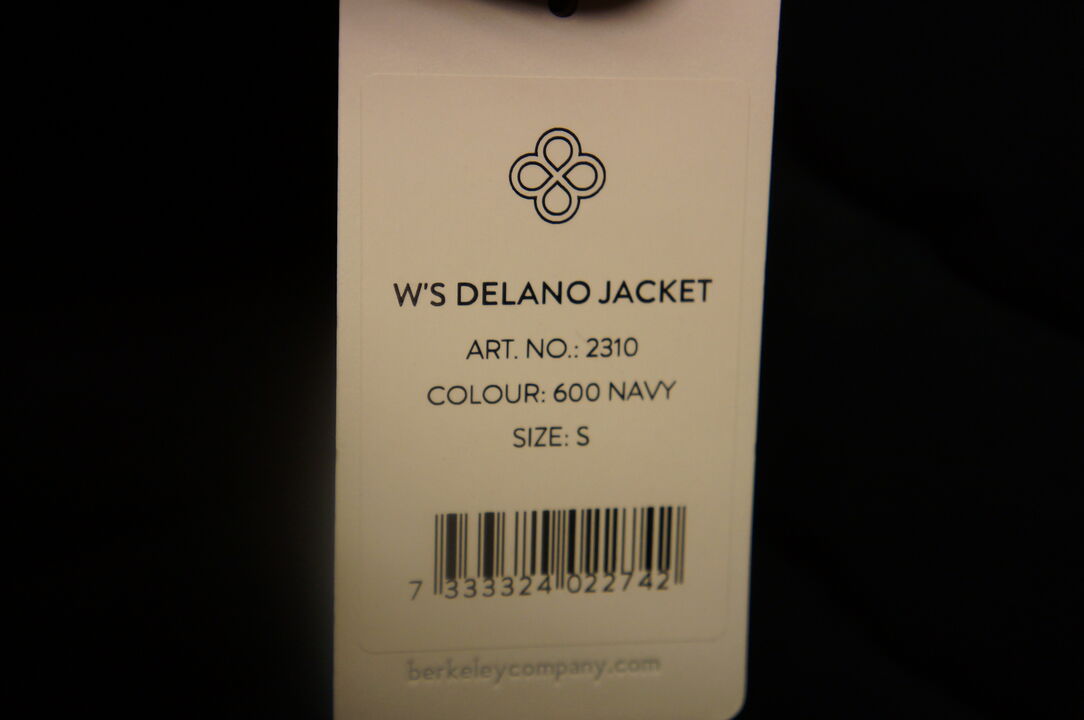 W'S DELANO JACKET
ART. NO.: 2310
COLOUR: 600 NAVY
SIZE: S
7 333324 022742
berkeleycompany.com